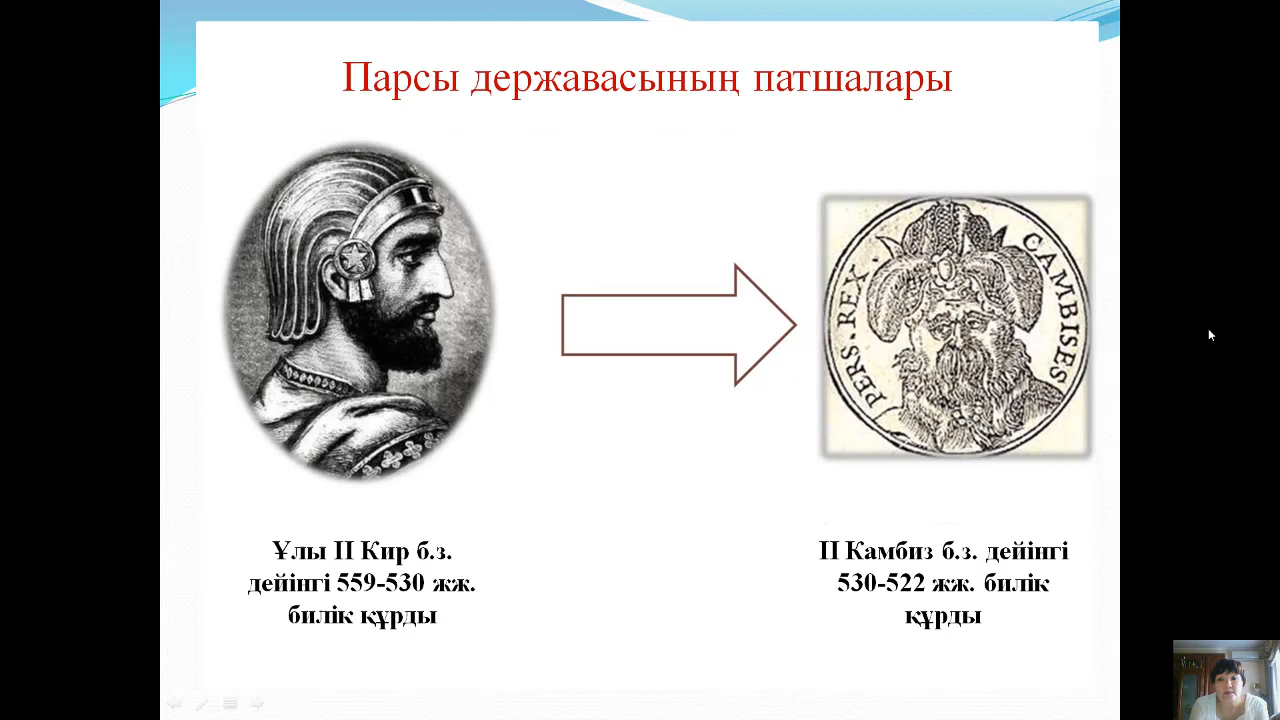 Парсы державасының патшалары
PERS. REX. CAMBISES
Ұлы II Кир б.з.
дейінгі 559-530 жж.
билік құрды
II Камбиз б.з. дейінгі
530-522 жж. билік
құрды